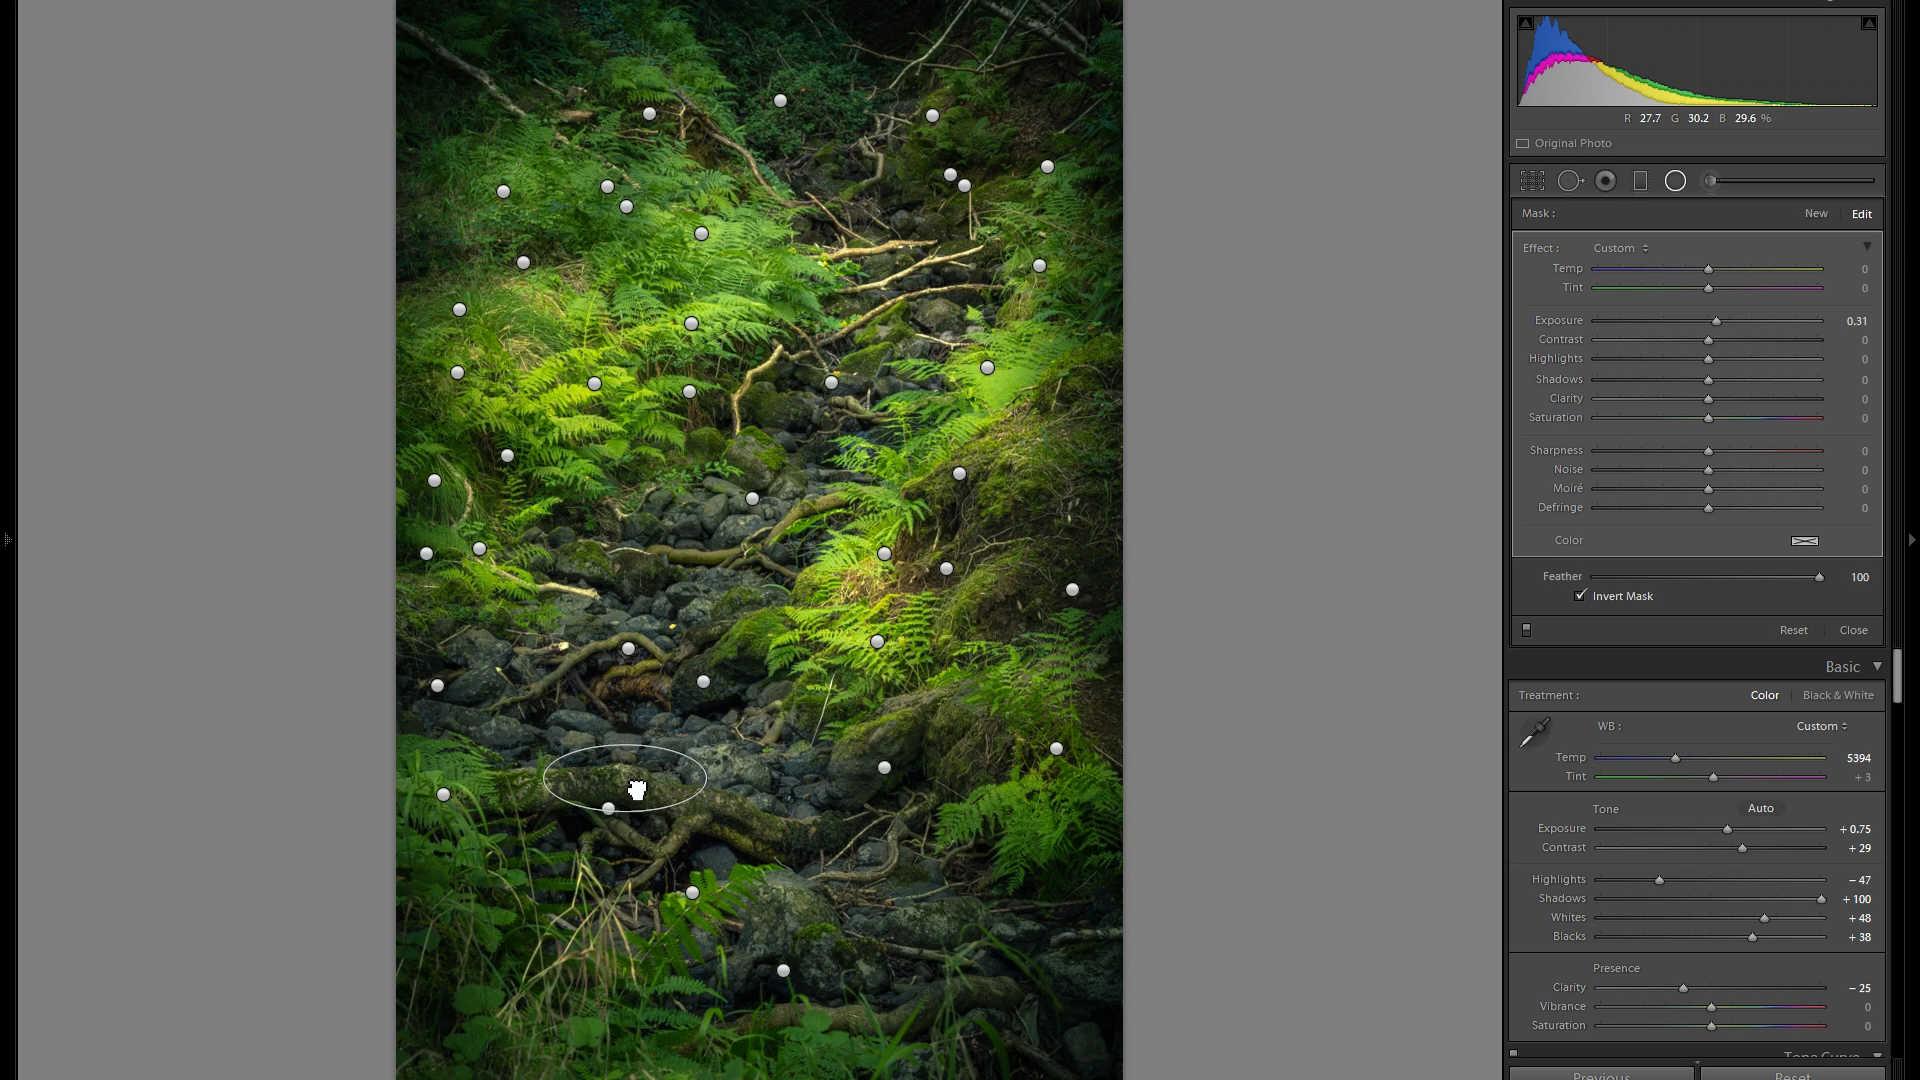 R 27.7 G 30.2 B 29.6 %
Original Photo
Mask : New Edit
Effect : Custom
Temp 0
Tint 0
Exposure 0.31
Contrast 0
Highlights 0
Shadows 0
Clarity 0
Saturation 0
Sharpness 0
Noise 0
Moiré 0
Defringe 0
Color
Feather 100
Invert Mask
Reset Close
Basic
Treatment : Color Black & White
WB : Custom
Temp 5394
Tint + 3
Tone Auto
Exposure + 0.75
Contrast + 29
Highlights − 47
Shadows + 100
Whites + 48
Blacks + 38
Presence
Clarity − 25
Vibrance 0
Saturation 0
Tone Curve
Previous Reset